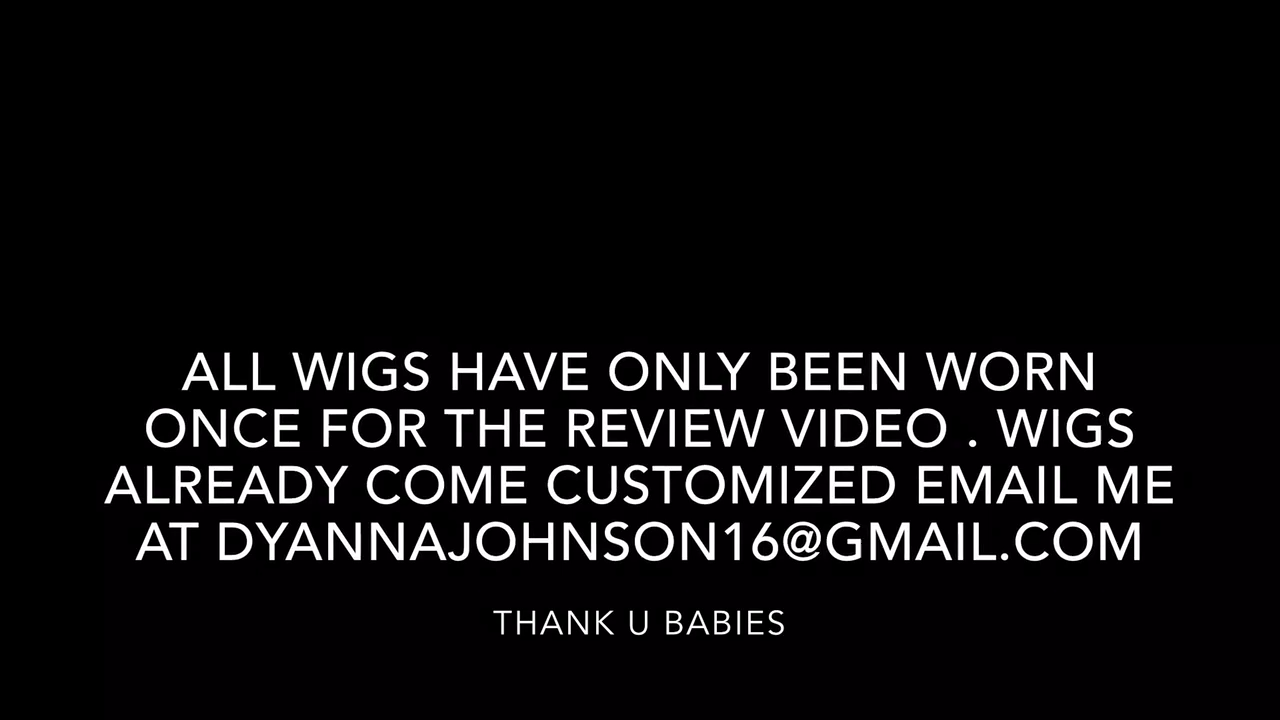 ALL WIGS HAVE ONLY BEEN WORN
ONCE FOR THE REVIEW VIDEO . WIGS
ALREADY COME CUSTOMIZED EMAIL ME
AT DYANNAJOHNSON16@GMAIL.COM
THANK U BABIES